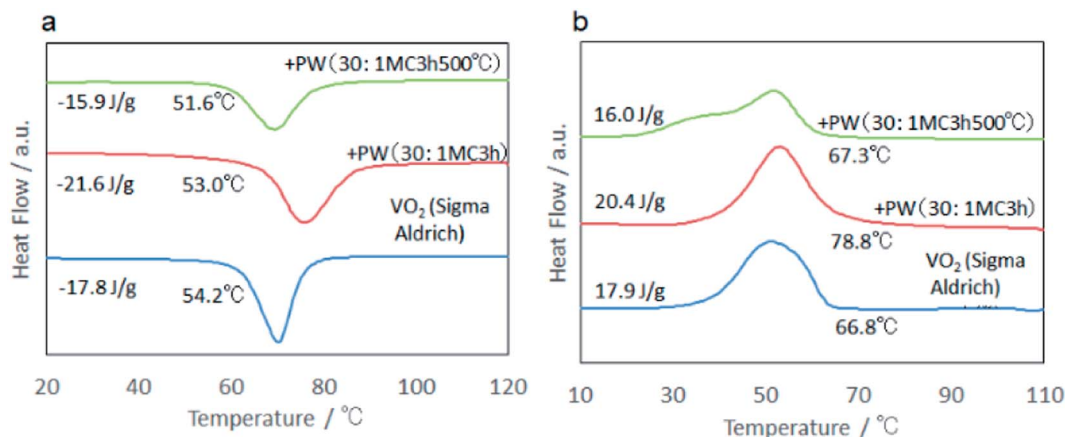 a
+PW(30: 1MC3h500℃)
-15.9 J/g
51.6℃
+PW(30: 1MC3h)
-21.6 J/g
53.0℃
VO₂ (Sigma
Aldrich)
-17.8 J/g
54.2℃
Heat Flow / a.u.
20 40 60 80 100 120
Temperature / ℃
b
16.0 J/g
+PW(30: 1MC3h500℃)
67.3℃
20.4 J/g
+PW(30: 1MC3h)
78.8℃
VO₂ (Sigma
Aldrich)
17.9 J/g
66.8℃
Heat Flow / a.u.
10 30 50 70 90 110
Temperature / ℃